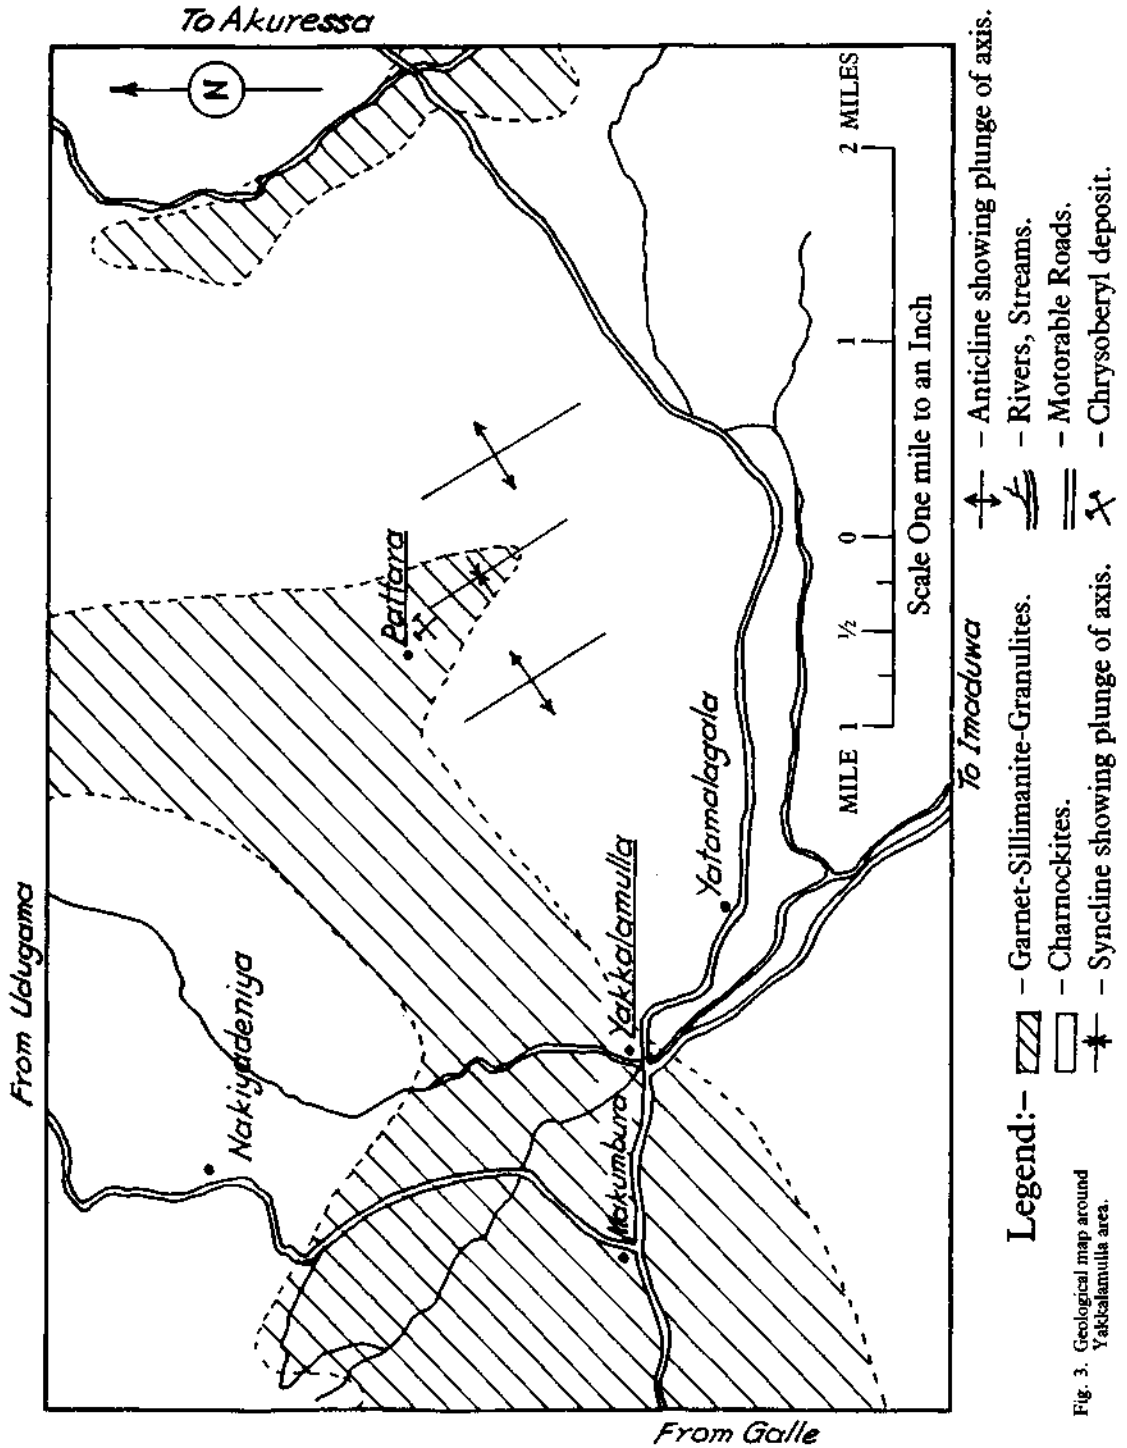 To Akuressa
N
From Udugama
Nakiyadeniya
Pattara
Yakkalamulla
Makumbura
Yatamalagala
From Galle
To Imaduwa
MILE 1 ½ 0 1 2 MILES
Scale One mile to an Inch
Legend:-
– Garnet-Sillimanite-Granulites.
– Charnockites.
– Syncline showing plunge of axis.
– Anticline showing plunge of axis.
– Rivers, Streams.
– Motorable Roads.
– Chrysoberyl deposit.
Fig. 3. Geological map around
Yakkalamulla area.